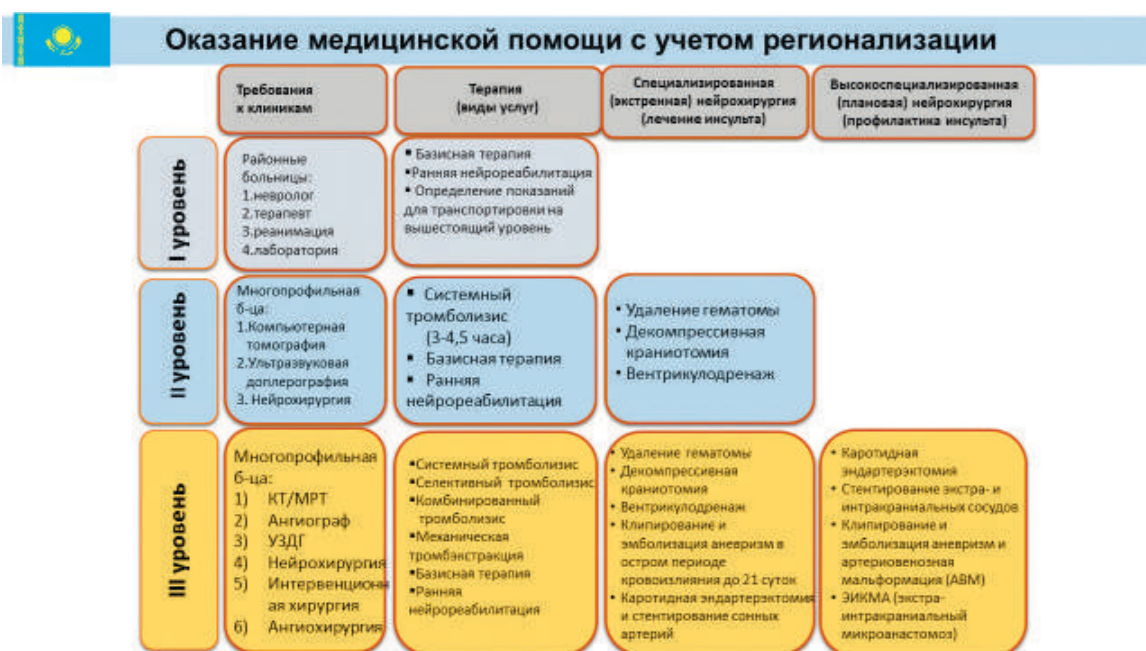 Оказание медицинской помощи с учетом регионализации
Требования
к клиникам
Терапия
(виды услуг)
Специализированная
(экстренная) нейрохирургия
(лечение инсульта)
Высокоспециализированная
(плановая) нейрохирургия
(профилактика инсульта)
I уровень
Районные
больницы:
1.невролог
2.терапевт
3.реанимация
4.лаборатория
▪ Базисная терапия
▪Ранняя нейрореабилитация
▪ Определение показаний
для транспортировки на
вышестоящий уровень
II уровень
Многопрофильная
б-ца:
1.Компьютерная
томография
2.Ультразвуковая
доплерография
3. Нейрохирургия
▪ Системный
тромболизис
(3-4,5 часа)
▪ Базисная терапия
▪ Ранняя
нейрореабилитация
• Удаление гематомы
• Декомпрессивная
краниотомия
• Вентрикулодренаж
III уровень
Многопрофильная
б-ца:
1) КТ/МРТ
2) Ангиограф
3) УЗДГ
4) Нейрохирургия
5) Интервенционн
ая хирургия
6) Ангиохирургия
▪Системный тромболизис
▪Селективный тромболизис
▪Комбинированный
тромболизис
▪Механическая
тромбэкстракция
▪Базисная терапия
▪Ранняя
нейрореабилитация
• Удаление гематомы
• Декомпрессивная
краниотомия
• Вентрикулодренаж
• Клипирование и
эмболизация аневризм в
остром периоде
кровоизлияния до 21 суток
• Каротидная эндартерэктомия
и стентирование сонных
артерий
• Каротидная
эндартерэктомия
• Стентирование экстра- и
интракраниальных сосудов
• Клипирование и
эмболизация аневризм и
артериовенозная
мальформация (АВМ)
• ЭИКМА (экстра-
интракраниальный
микроанастомоз)